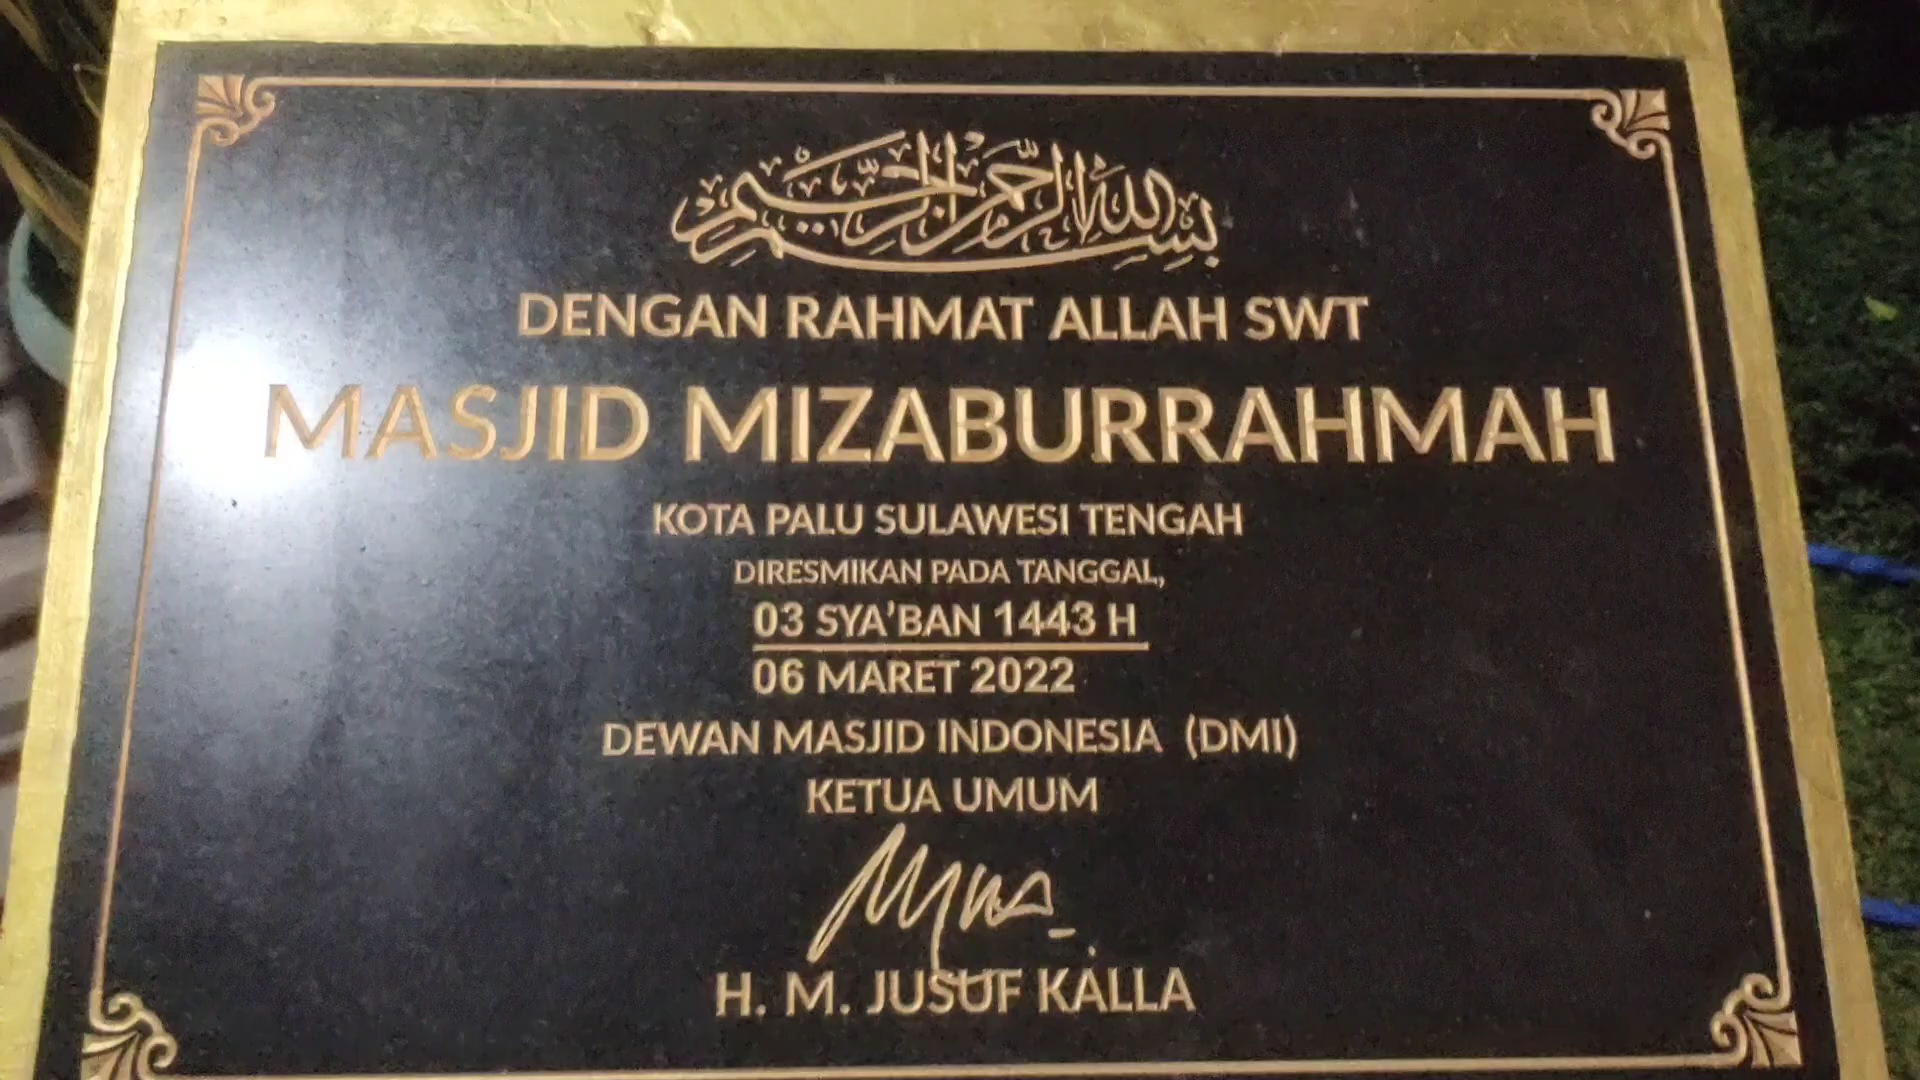 بسم الله الرحمن الرحيم
DENGAN RAHMAT ALLAH SWT
MASJID MIZABURRAHMAH
KOTA PALU SULAWESI TENGAH
DIRESMIKAN PADA TANGGAL,
03 SYA'BAN 1443 H
06 MARET 2022
DEWAN MASJID INDONESIA (DMI)
KETUA UMUM
H. M. JUSUF KALLA